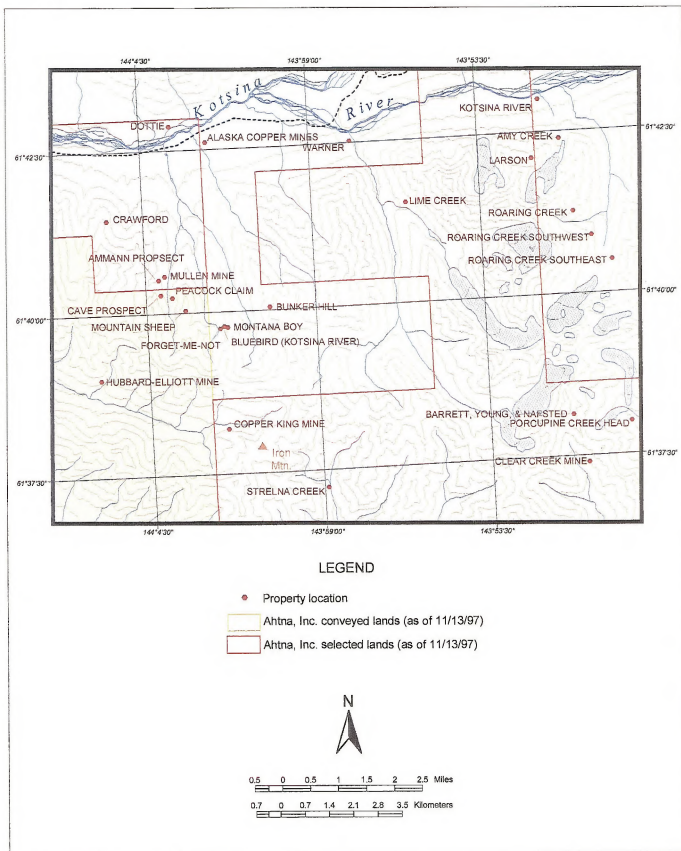 144°4'30"
143°59'00"
143°53'30"
Kotsina
River
KOTSINA RIVER
DOTTIE
ALASKA COPPER MINES
WARNER
AMY CREEK
61°42'30"
61°42'30"
LARSON
LIME CREEK
CRAWFORD
ROARING CREEK
ROARING CREEK SOUTHWEST
AMMANN PROPSECT
ROARING CREEK SOUTHEAST
MULLEN MINE
PEACOCK CLAIM
61°40'00"
CAVE PROSPECT
BUNKER HILL
61°40'00"
MOUNTAIN SHEEP
MONTANA BOY
FORGET-ME-NOT
BLUEBIRD (KOTSINA RIVER)
HUBBARD-ELLIOTT MINE
BARRETT, YOUNG, & NAFSTED
COPPER KING MINE
PORCUPINE CREEK HEAD
Iron
Mtn.
61°37'30"
CLEAR CREEK MINE
61°37'30"
STRELNA CREEK
144°4'30"
143°59'00"
143°53'30"
LEGEND
Property location
Ahtna, Inc. conveyed lands (as of 11/13/97)
Ahtna, Inc. selected lands (as of 11/13/97)
N
0.5 0 0.5 1 1.5 2 2.5 Miles
0.7 0 0.7 1.4 2.1 2.8 3.5 Kilometers